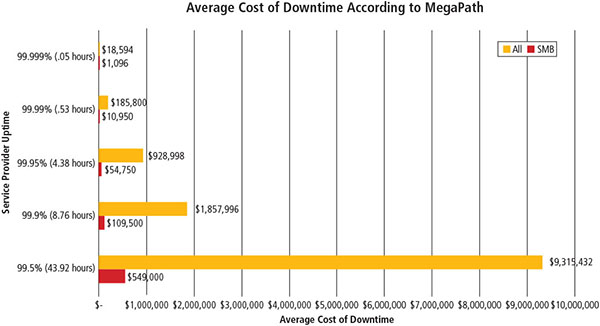 Average Cost of Downtime According to MegaPath
All SMB
Service Provider Uptime
99.999% (.05 hours)
$18,594
$1,096
99.99% (.53 hours)
$185,800
$10,950
99.95% (4.38 hours)
$928,998
$54,750
99.9% (8.76 hours)
$1,857,996
$109,500
99.5% (43.92 hours)
$9,315,432
$549,000
$- $1,000,000 $2,000,000 $3,000,000 $4,000,000 $5,000,000 $6,000,000 $7,000,000 $8,000,000 $9,000,000 $10,000,000
Average Cost of Downtime